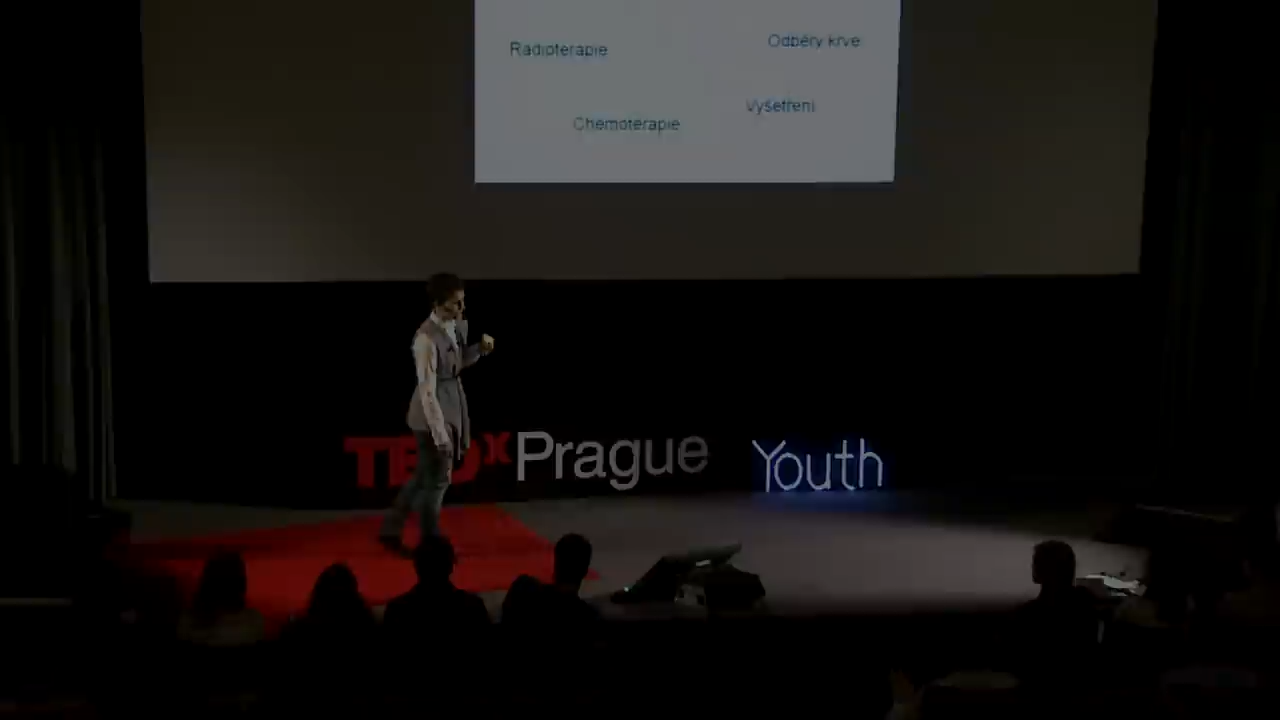 Odběry krve
Radioterapie
Vyšetření
Chemoterapie
TEDx Prague Youth